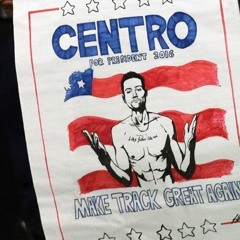 CENTRO
FOR PRESIDENT 2016
MAKE TRACK GREAT AGAIN